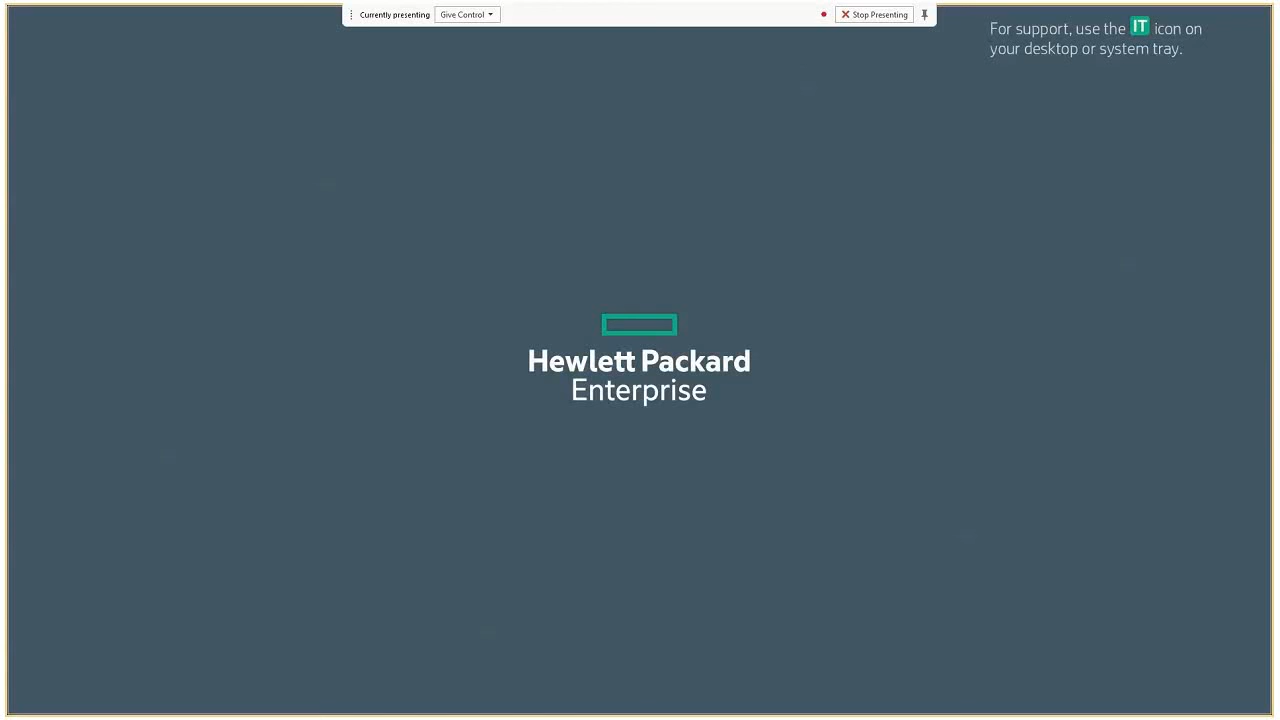 Currently presenting Give Control Stop Presenting
For support, use the IT icon on
your desktop or system tray.
Hewlett Packard
Enterprise